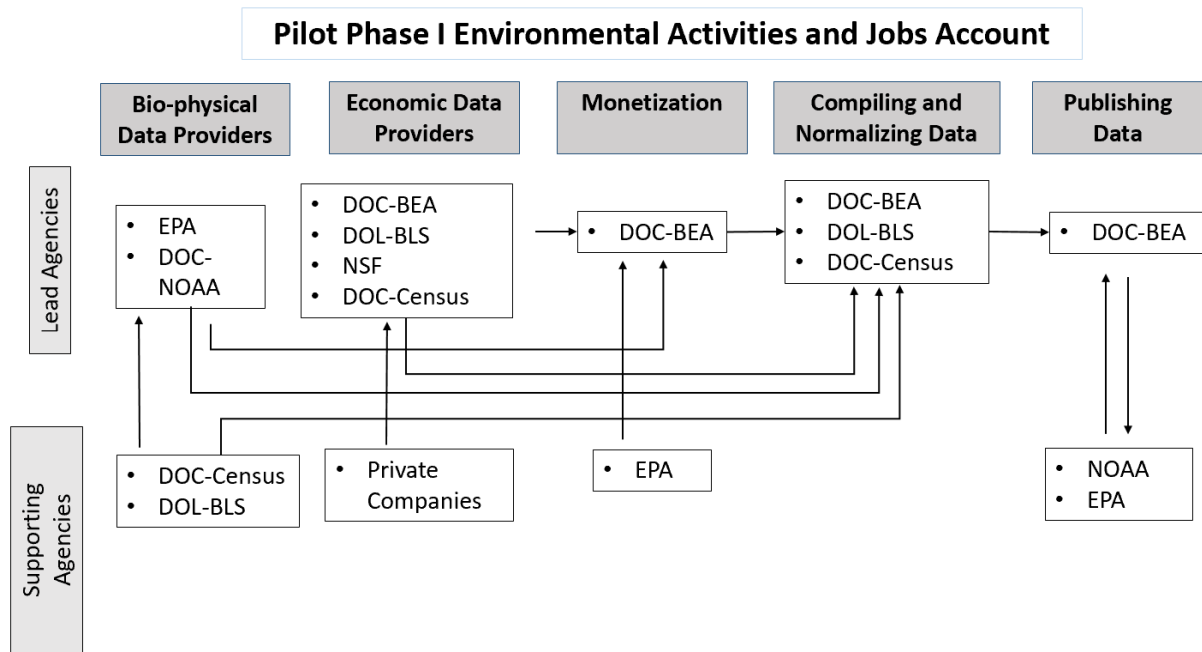 Pilot Phase I Environmental Activities and Jobs Account
Bio-physical
Data Providers
Economic Data
Providers
Monetization
Compiling and
Normalizing Data
Publishing
Data
Lead Agencies
• EPA
• DOC-
NOAA
• DOC-BEA
• DOL-BLS
• NSF
• DOC-Census
• DOC-BEA
• DOC-BEA
• DOL-BLS
• DOC-Census
• DOC-BEA
Supporting
Agencies
• DOC-Census
• DOL-BLS
• Private
Companies
• EPA
• NOAA
• EPA